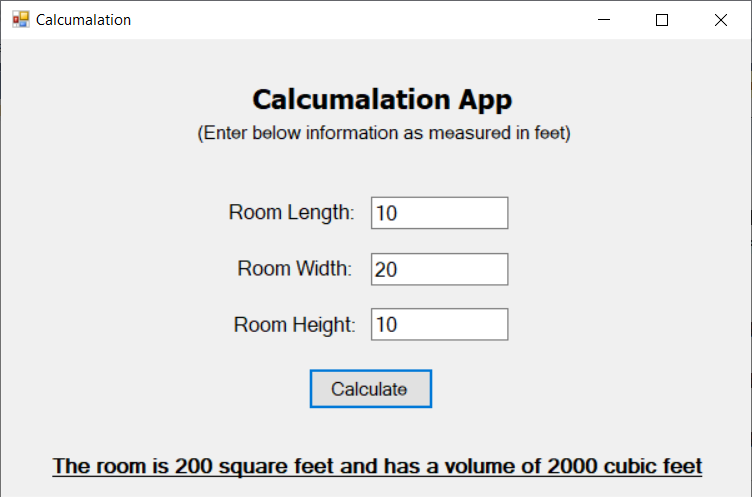 Calcumalation
Calcumalation App
(Enter below information as measured in feet)
Room Length: 10
Room Width: 20
Room Height: 10
Calculate
The room is 200 square feet and has a volume of 2000 cubic feet